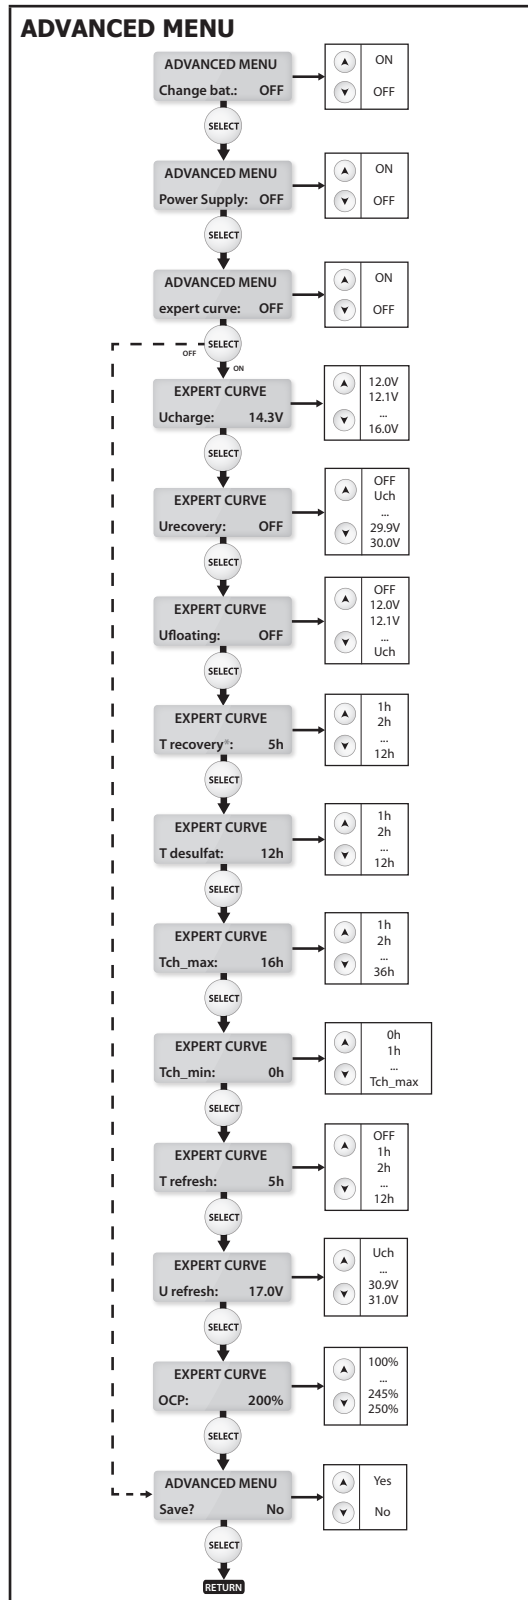 ADVANCED MENU
ADVANCED MENU
Change bat.: OFF
ON
OFF
SELECT
ADVANCED MENU
Power Supply: OFF
ON
OFF
SELECT
ADVANCED MENU
expert curve: OFF
ON
OFF
SELECT
OFF
ON
EXPERT CURVE
Ucharge: 14.3V
12.0V
12.1V
...
16.0V
SELECT
EXPERT CURVE
Urecovery: OFF
OFF
Uch
...
29.9V
30.0V
SELECT
EXPERT CURVE
Ufloating: OFF
OFF
12.0V
12.1V
...
Uch
SELECT
EXPERT CURVE
T recovery*: 5h
1h
2h
...
12h
SELECT
EXPERT CURVE
T desulfat: 12h
1h
2h
...
12h
SELECT
EXPERT CURVE
Tch_max: 16h
1h
2h
...
36h
SELECT
EXPERT CURVE
Tch_min: 0h
0h
1h
...
Tch_max
SELECT
EXPERT CURVE
T refresh: 5h
OFF
1h
2h
...
12h
SELECT
EXPERT CURVE
U refresh: 17.0V
Uch
...
30.9V
31.0V
SELECT
EXPERT CURVE
OCP: 200%
100%
...
245%
250%
SELECT
ADVANCED MENU
Save? No
Yes
No
SELECT
RETURN